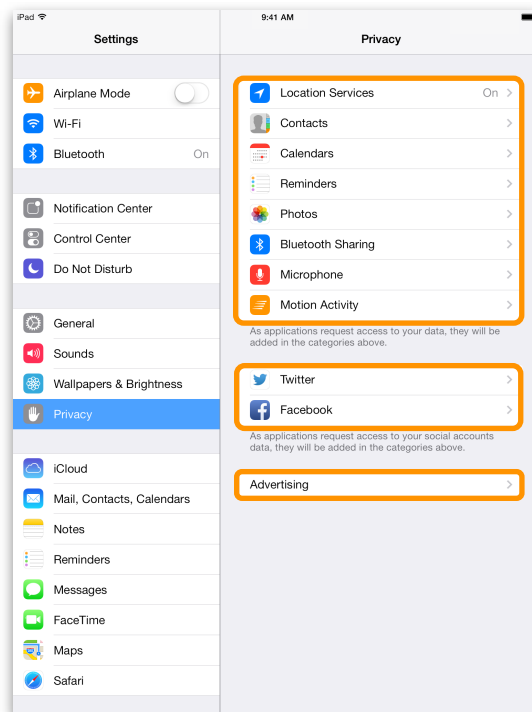 iPad
9:41 AM
Settings
Privacy
Airplane Mode
Wi-Fi
Bluetooth On
Notification Center
Control Center
Do Not Disturb
General
Sounds
Wallpapers & Brightness
Privacy
iCloud
Mail, Contacts, Calendars
Notes
Reminders
Messages
FaceTime
Maps
Safari
Location Services On
Contacts
Calendars
Reminders
Photos
Bluetooth Sharing
Microphone
Motion Activity
As applications request access to your data, they will be
added in the categories above.
Twitter
Facebook
As applications request access to your social accounts
data, they will be added in the categories above.
Advertising